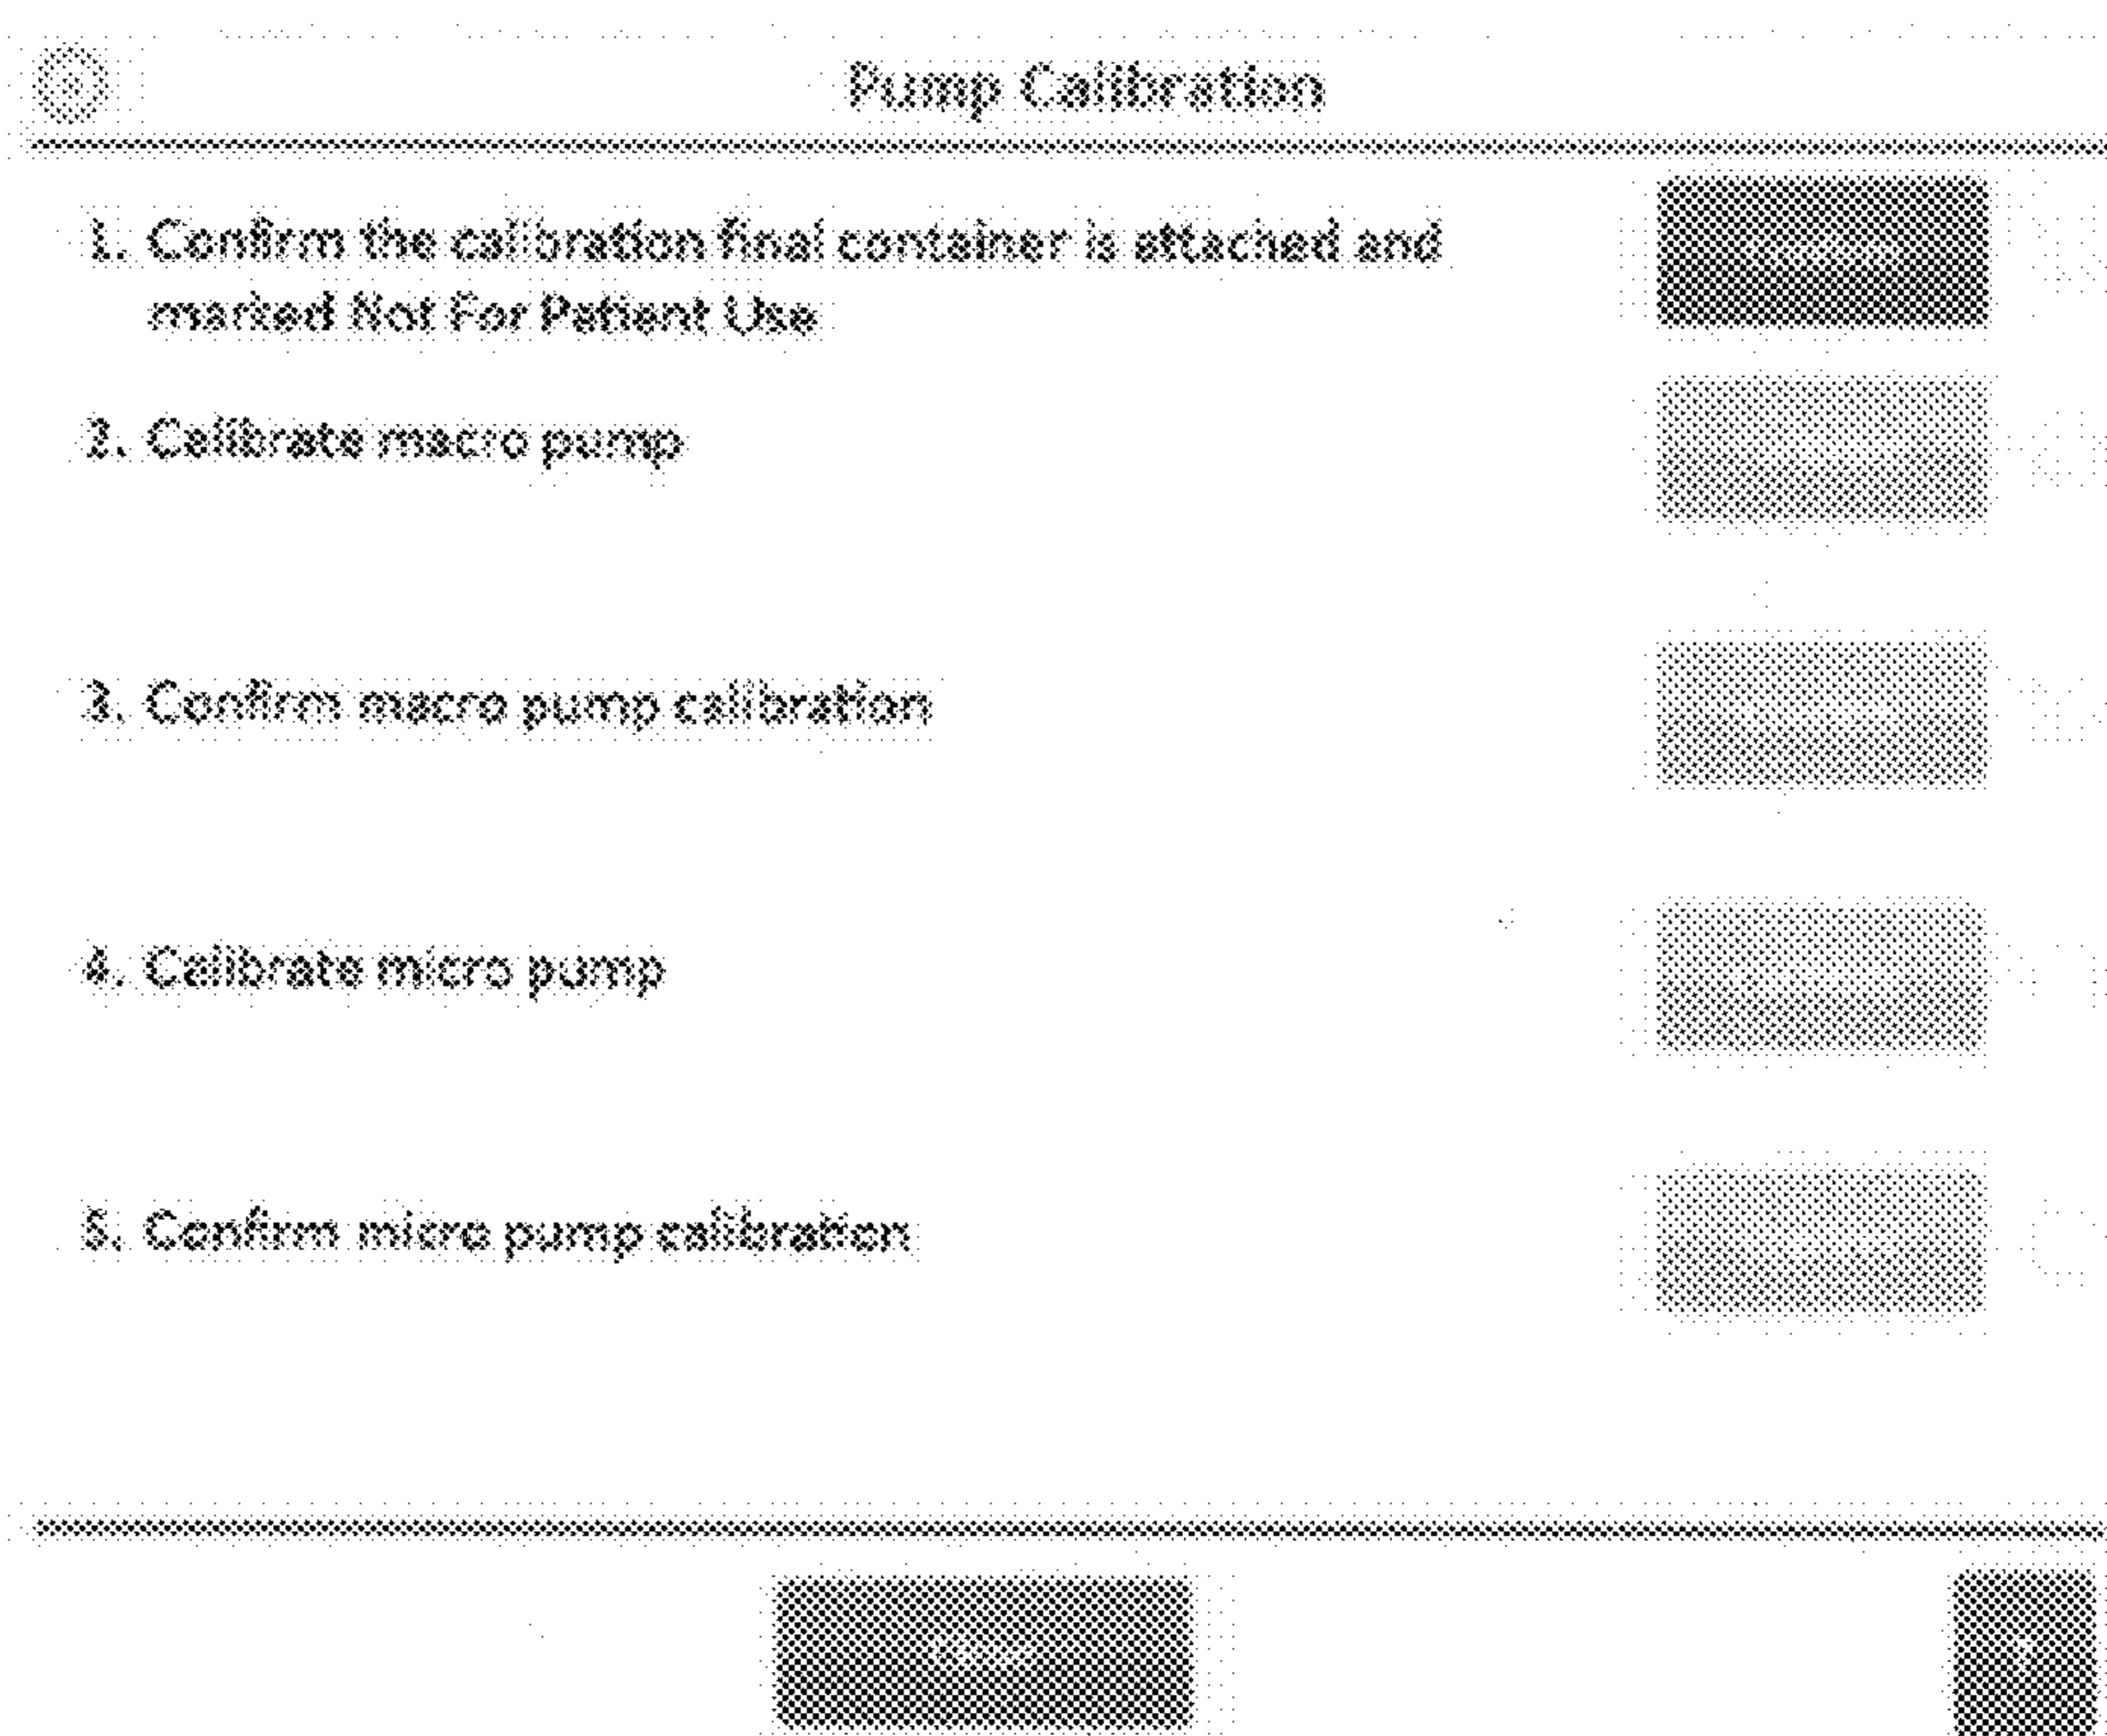 Pump Calibration
1. Confirm the calibration final container is attached and
marked Not For Patient Use
2. Calibrate macro pump
3. Confirm macro pump calibration
4. Calibrate micro pump
5. Confirm micro pump calibration